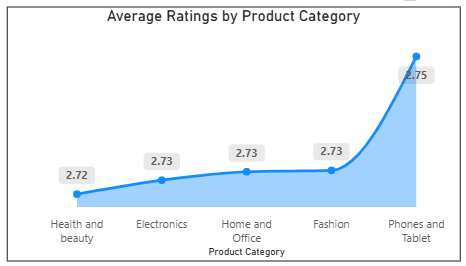 Average Ratings by Product Category
2.72
2.73
2.73
2.73
2.75
Health and
beauty
Electronics
Home and
Office
Fashion
Phones and
Tablet
Product Category